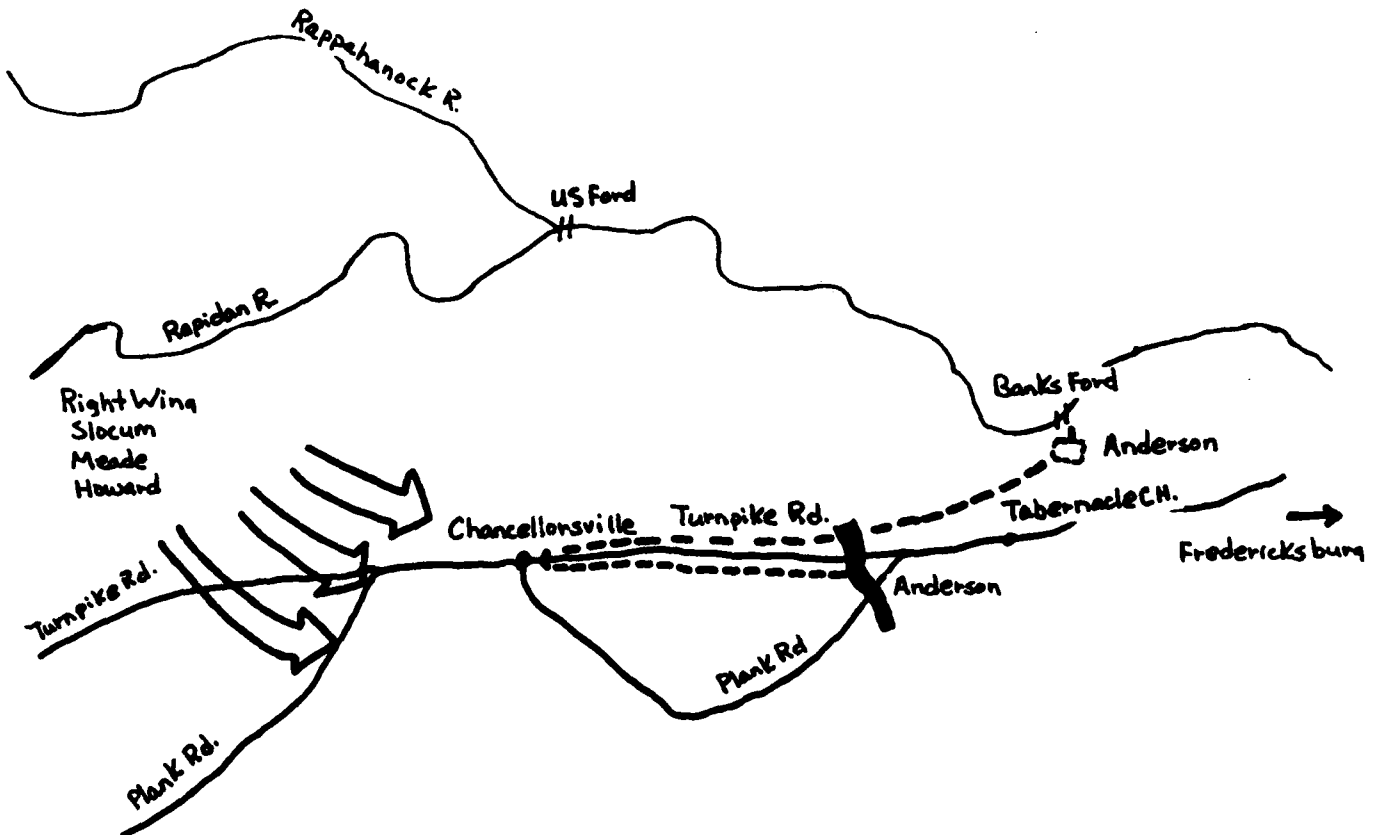 Rappahanock R.
US Ford
Rapidan R
Banks Ford
Right Wing
Slocum
Meade
Howard
Anderson
Chancellorsville
Turnpike Rd.
Tabernacle C.H.
Fredericksburg
Turnpike Rd.
Anderson
Plank Rd
Plank Rd.